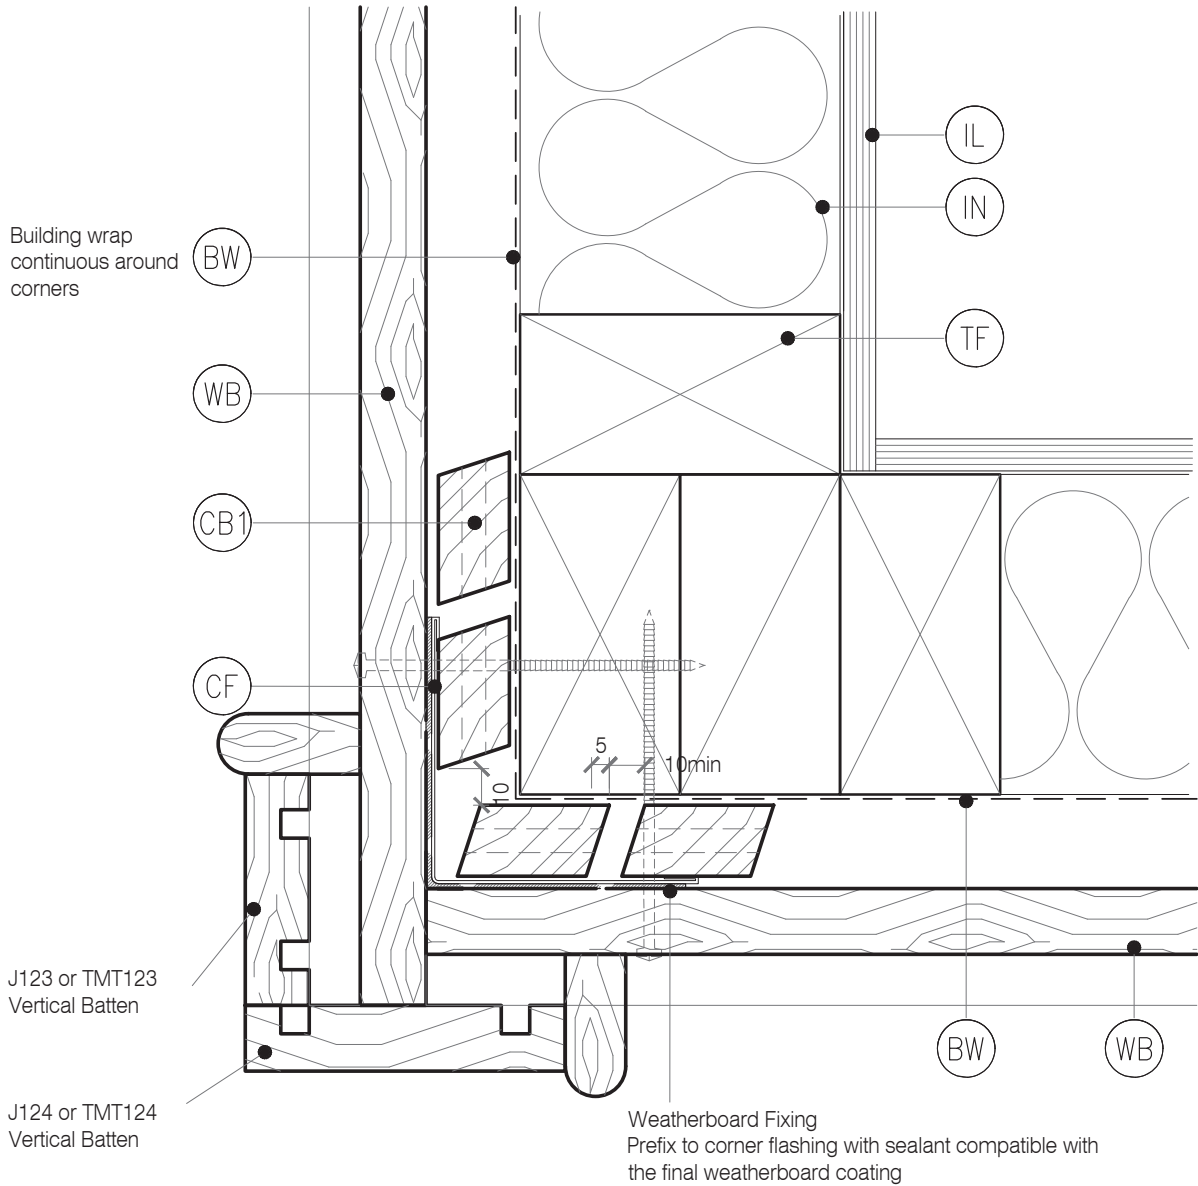 IL
IN
Building wrap
continuous around
corners
BW
TF
WB
CB1
CF
5
10min
10
J123 or TMT123
Vertical Batten
BW
WB
J124 or TMT124
Vertical Batten
Weatherboard Fixing
Prefix to corner flashing with sealant compatible with
the final weatherboard coating